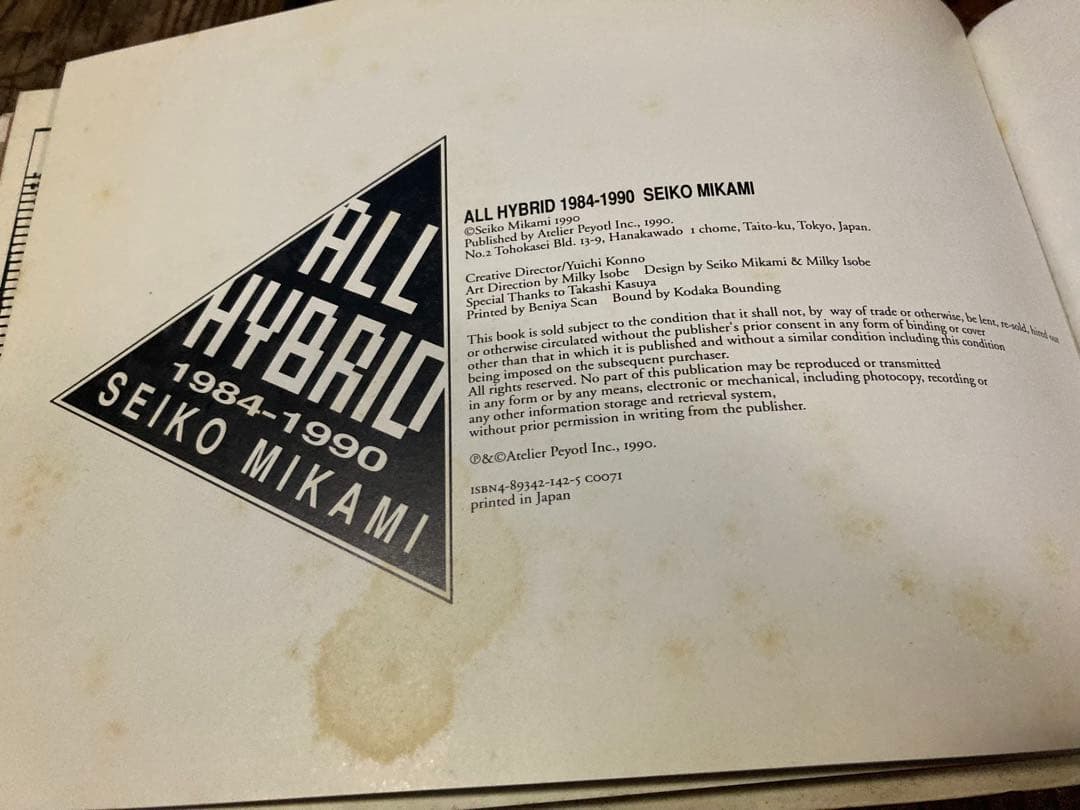 ALL
HYBRID
1984-1990
SEIKO MIKAMI
ALL HYBRID 1984-1990 SEIKO MIKAMI
©Seiko Mikami 1990
Published by Atelier Peyotl Inc., 1990.
No.2 Tohokasei Bld. 13-9, Hanakawado 1 chome, Taito-ku, Tokyo, Japan.
Creative Director/Yuichi Konno
Art Direction by Milky Isobe Design by Seiko Mikami & Milky Isobe
Special Thanks to Takashi Kasuya
Printed by Beniya Scan Bound by Kodaka Bounding
This book is sold subject to the condition that it shall not, by way of trade or otherwise, be lent, re-sold, hired out
or otherwise circulated without the publisher's prior consent in any form of binding or cover
other than that in which it is published and without a similar condition including this condition
being imposed on the subsequent purchaser.
All rights reserved. No part of this publication may be reproduced or transmitted
in any form or by any means, electronic or mechanical, including photocopy, recording or
any other information storage and retrieval system,
without prior permission in writing from the publisher.
℗&©Atelier Peyotl Inc., 1990.
ISBN4-89342-142-5 C0071
printed in Japan